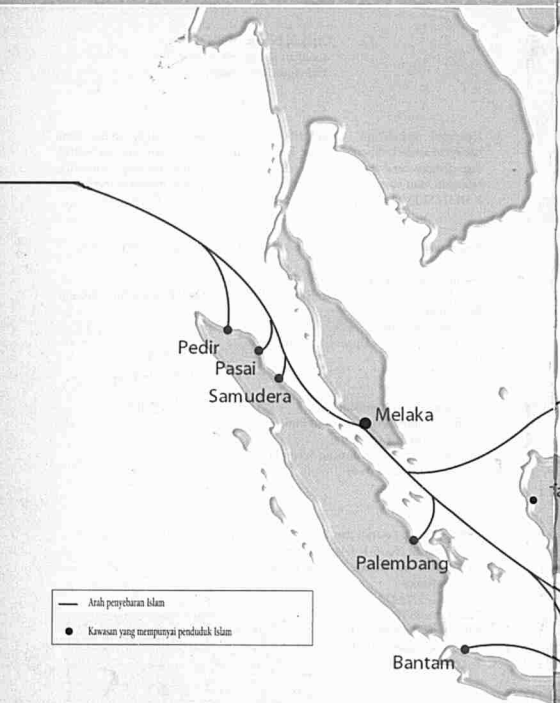 Pedir
Pasai
Samudera
Melaka
Palembang
Arah penyebaran Islam
Kawasan yang mempunyai penduduk Islam
Bantam